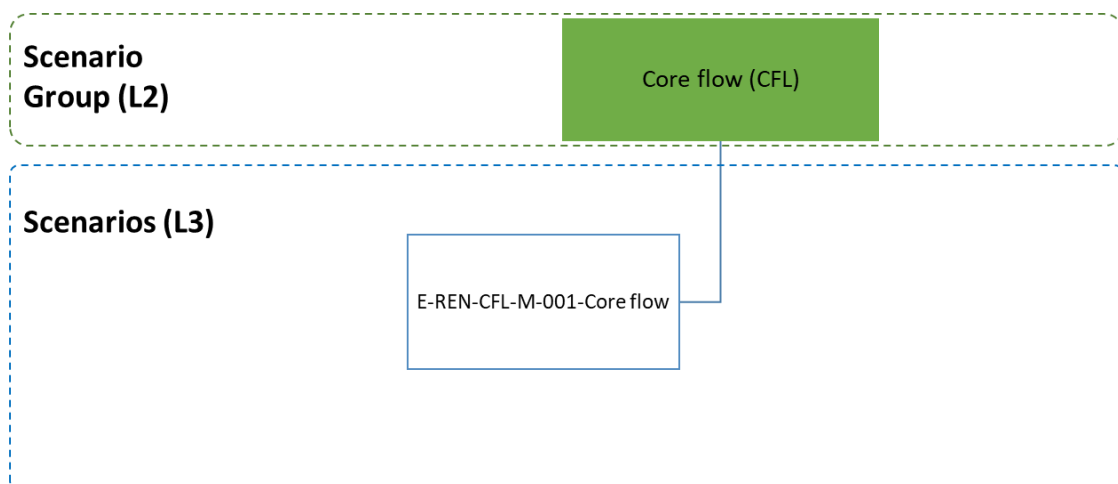 Scenario
Group (L2)
Core flow (CFL)
Scenarios (L3)
E-REN-CFL-M-001-Core flow